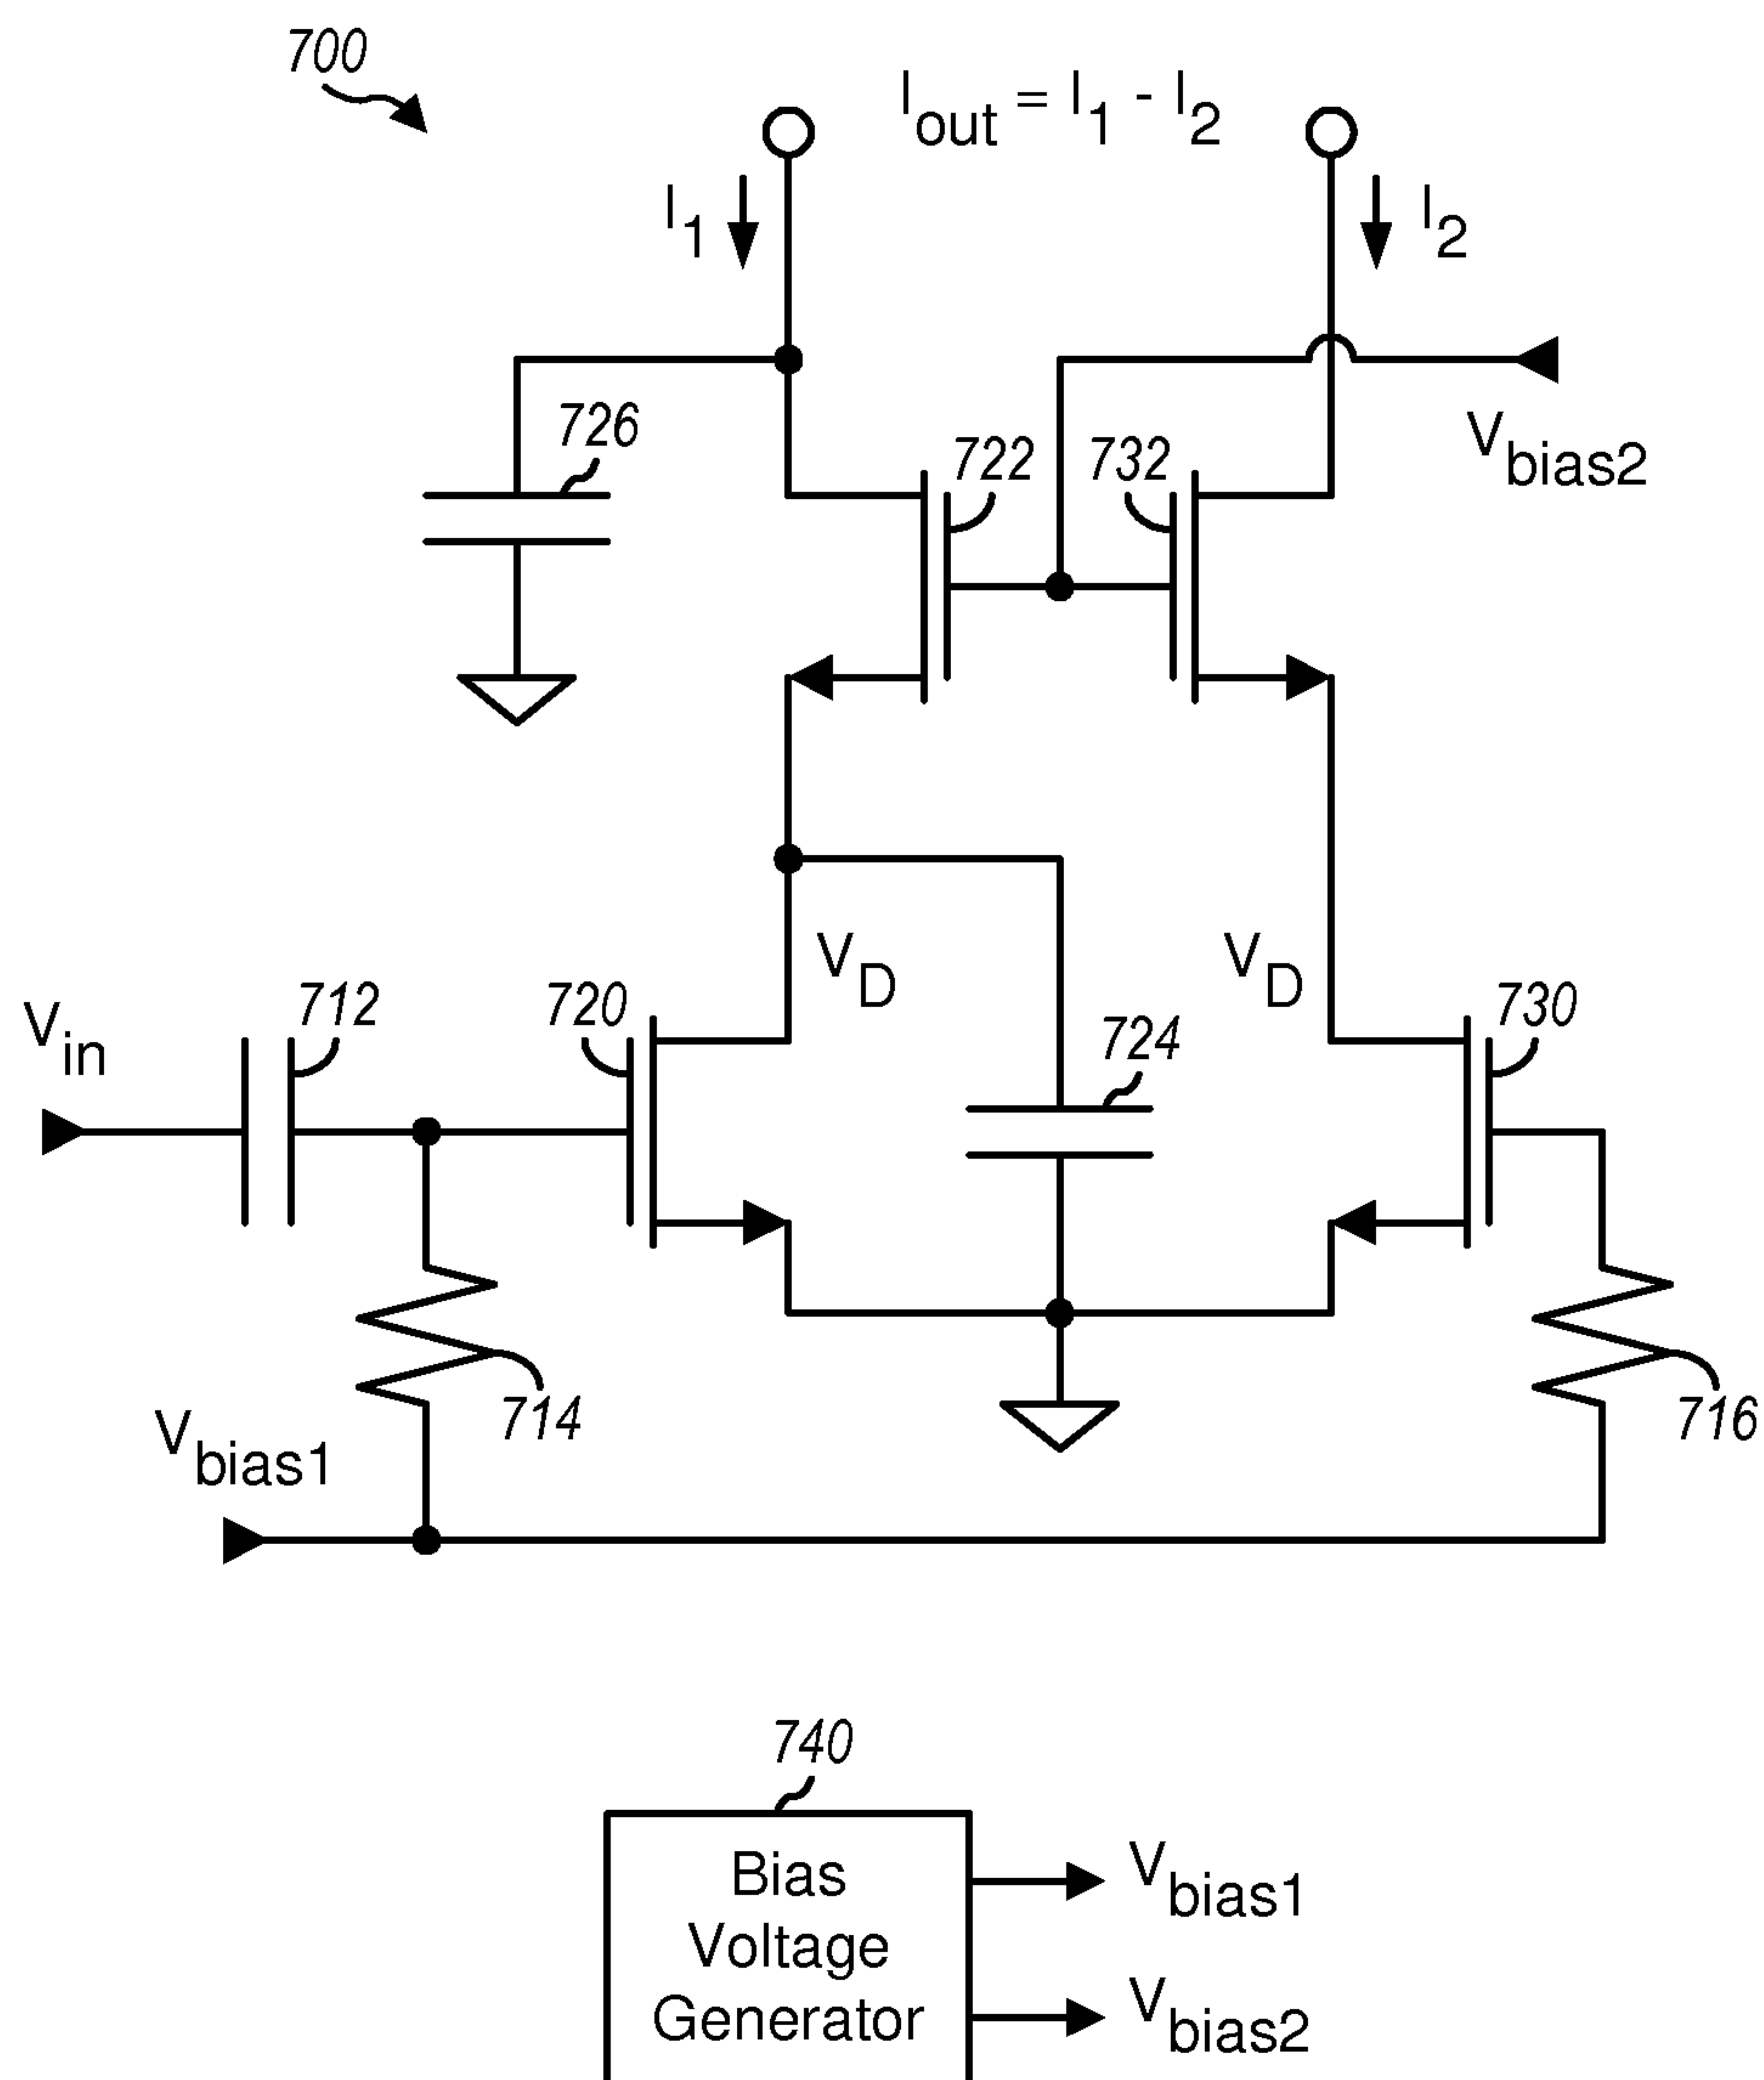 700
Iout = I1 - I2
I1
I2
726
722
732
Vbias2
VD
VD
Vin
712
720
724
730
714
716
Vbias1
740
Bias
Voltage
Generator
Vbias1
Vbias2